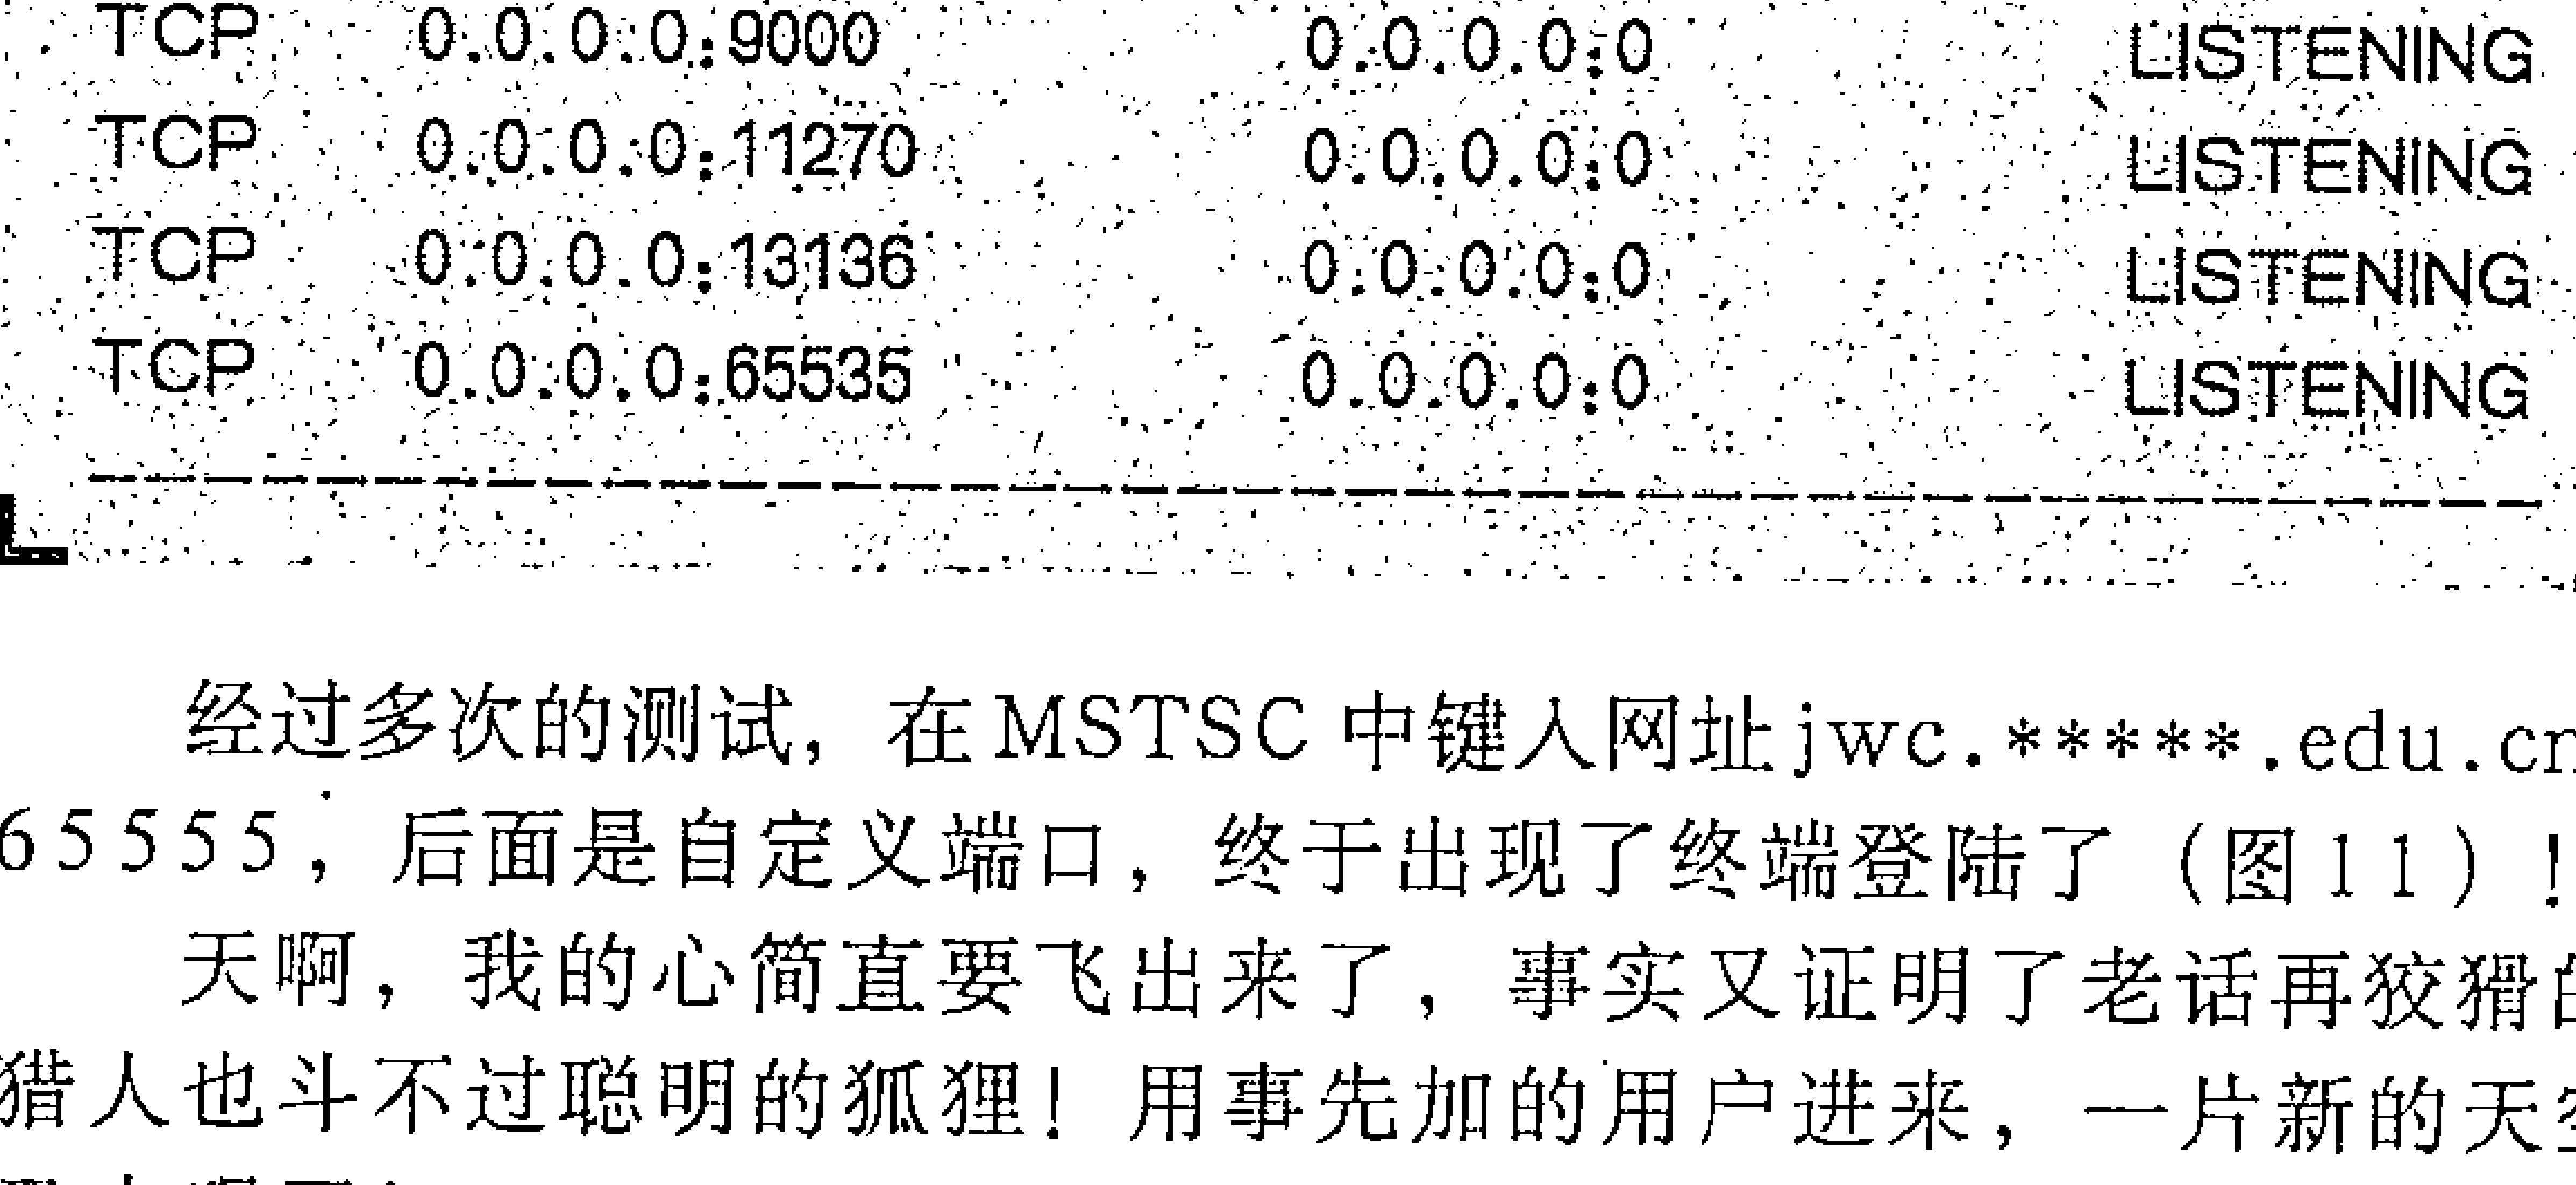 TCP 0.0.0.0:9000 0.0.0.0:0 LISTENING
TCP 0.0.0.0:11270 0.0.0.0:0 LISTENING
TCP 0.0.0.0:13136 0.0.0.0:0 LISTENING
TCP 0.0.0.0:65535 0.0.0.0:0 LISTENING
经过多次的测试，在MSTSC中键入网址jwc.*****.edu.cn
65555，后面是自定义端口，终于出现了终端登陆了（图11）！
天啊，我的心简直要飞出来了，事实又证明了老话再狡猾的
猎人也斗不过聪明的狐狸！用事先加的用户进来，一片新的天空